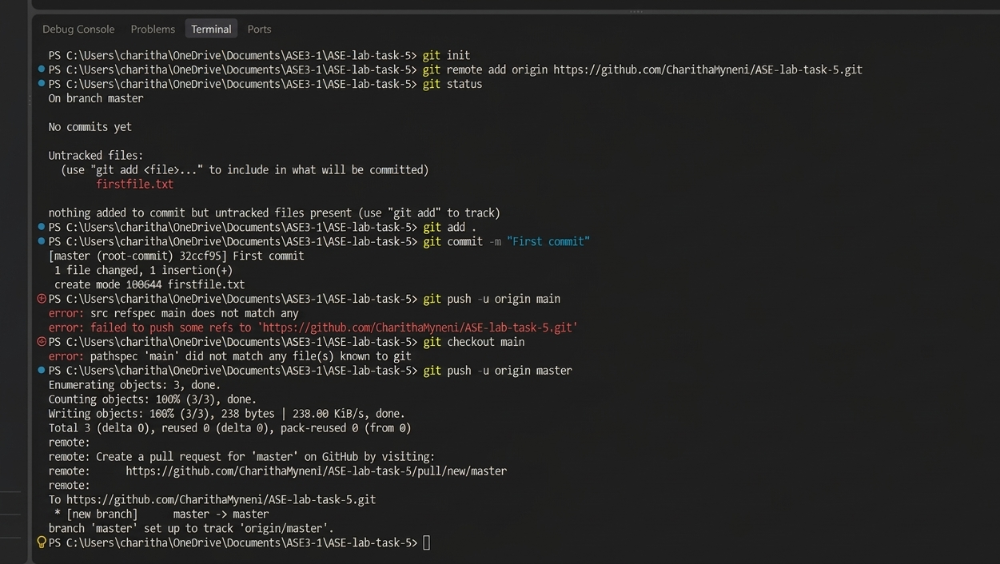 Debug Console Problems Terminal Ports
PS C:\Users\charitha\OneDrive\Documents\ASE3-1\ASE-lab-task-5> git init
PS C:\Users\charitha\OneDrive\Documents\ASE3-1\ASE-lab-task-5> git remote add origin https://github.com/CharithaMyneni/ASE-lab-task-5.git
PS C:\Users\charitha\OneDrive\Documents\ASE3-1\ASE-lab-task-5> git status
On branch master
No commits yet
Untracked files:
(use "git add <file>..." to include in what will be committed)
firstfile.txt
nothing added to commit but untracked files present (use "git add" to track)
PS C:\Users\charitha\OneDrive\Documents\ASE3-1\ASE-lab-task-5> git add .
PS C:\Users\charitha\OneDrive\Documents\ASE3-1\ASE-lab-task-5> git commit -m "First commit"
[master (root-commit) 32ccf95] First commit
1 file changed, 1 insertion(+)
create mode 100644 firstfile.txt
PS C:\Users\charitha\OneDrive\Documents\ASE3-1\ASE-lab-task-5> git push -u origin main
error: src refspec main does not match any
error: failed to push some refs to 'https://github.com/CharithaMyneni/ASE-lab-task-5.git'
PS C:\Users\charitha\OneDrive\Documents\ASE3-1\ASE-lab-task-5> git checkout main
error: pathspec 'main' did not match any file(s) known to git
PS C:\Users\charitha\OneDrive\Documents\ASE3-1\ASE-lab-task-5> git push -u origin master
Enumerating objects: 3, done.
Counting objects: 100% (3/3), done.
Writing objects: 100% (3/3), 238 bytes | 238.00 KiB/s, done.
Total 3 (delta 0), reused 0 (delta 0), pack-reused 0 (from 0)
remote:
remote: Create a pull request for 'master' on GitHub by visiting:
remote: https://github.com/CharithaMyneni/ASE-lab-task-5/pull/new/master
remote:
To https://github.com/CharithaMyneni/ASE-lab-task-5.git
* [new branch] master -> master
branch 'master' set up to track 'origin/master'.
PS C:\Users\charitha\OneDrive\Documents\ASE3-1\ASE-lab-task-5>